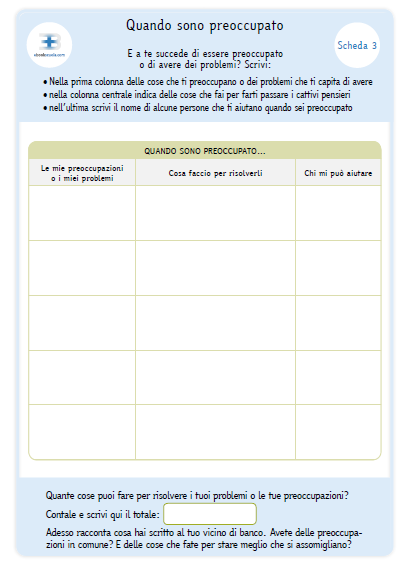 Quando sono preoccupato
Scheda 3
E a te succede di essere preoccupato
o di avere dei problemi? Scrivi:
• Nella prima colonna delle cose che ti preoccupano o dei problemi che ti capita di avere
• nella colonna centrale indica delle cose che fai per farti passare i cattivi pensieri
• nell'ultima scrivi il nome di alcune persone che ti aiutano quando sei preoccupato
QUANDO SONO PREOCCUPATO...
Le mie preoccupazioni
o i miei problemi
Cosa faccio per risolverli
Chi mi può aiutare
Quante cose puoi fare per risolvere i tuoi problemi o le tue preoccupazioni?
Contale e scrivi qui il totale:
Adesso racconta cosa hai scritto al tuo vicino di banco. Avete delle preoccupa-
zioni in comune? E delle cose che fate per stare meglio che si assomigliano?